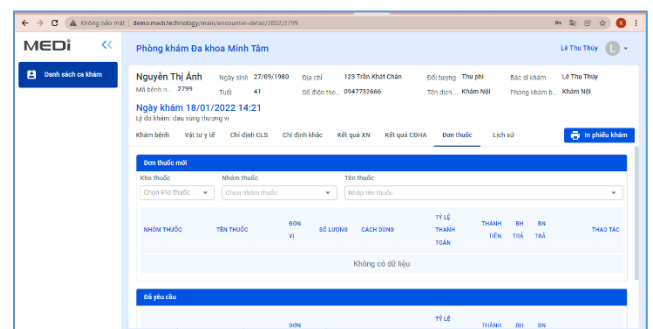 Không bảo mật | demo.medi.technology/main/encounter-detail/2802/2799
MEDi
Phòng khám Đa khoa Minh Tâm
Lê Thu Thủy
L
Danh sách ca khám
Nguyễn Thị Ánh Ngày sinh 27/09/1980 Địa chỉ 123 Trần Khát Chân Đối tượng Thu phí Bác sĩ khám Lê Thu Thủy
Mã bệnh n... 2799 Tuổi 41 Số điện tho... 0947732666 Tên dịch ... Khám Nội Phòng khám b... Khám Nội
Ngày khám 18/01/2022 14:21
Lý do khám: đau vùng thượng vị
Khám bệnh Vật tư y tế Chỉ định CLS Chỉ định khác Kết quả XN Kết quả CĐHA Đơn thuốc Lịch sử In phiếu khám
Đơn thuốc mới
Kho thuốc Nhóm thuốc Tên thuốc
Chọn kho thuốc Chọn nhóm thuốc Nhập tên thuốc
NHÓM THUỐC TÊN THUỐC ĐƠN VỊ SỐ LƯỢNG CÁCH DÙNG TỶ LỆ THANH TOÁN THÀNH TIỀN BH TRẢ BN TRẢ THAO TÁC
Không có dữ liệu
Đã yêu cầu
ĐƠN TỶ LỆ THÀNH BH BN